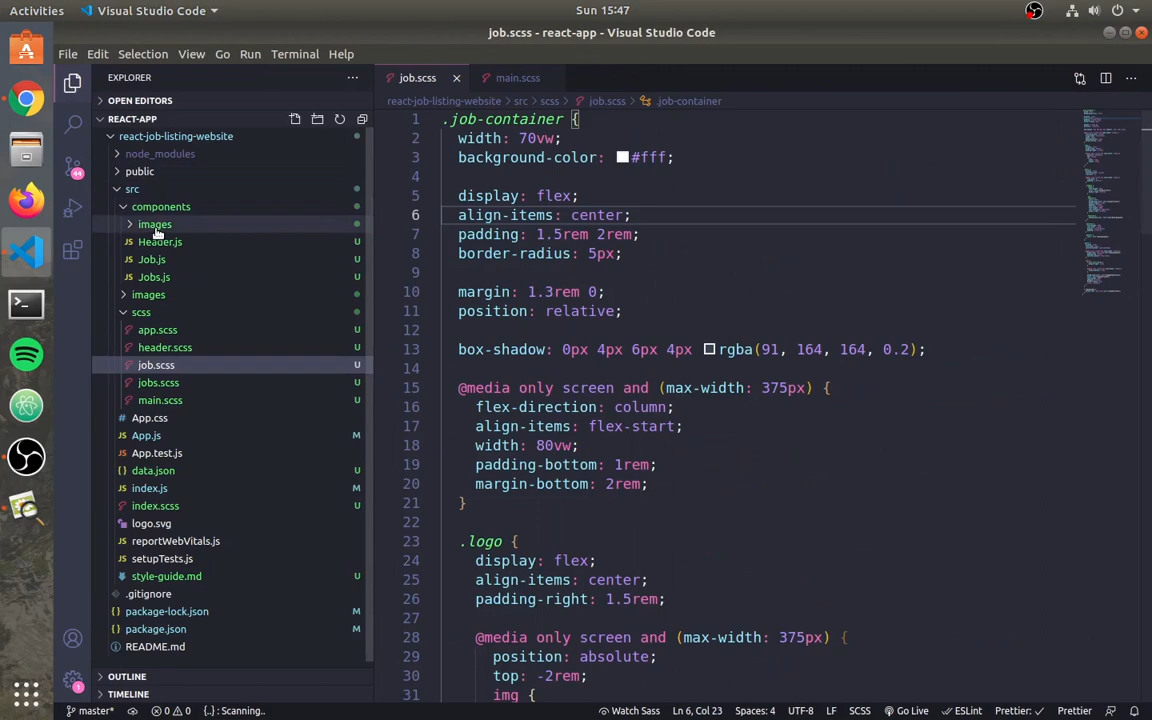 Activities
Visual Studio Code
Sun 15:47
job.scss - react-app - Visual Studio Code
File Edit Selection View Go Run Terminal Help
EXPLORER
OPEN EDITORS
REACT-APP
react-job-listing-website
node_modules
public
src
components
images
Header.js U
Job.js U
Jobs.js U
images
scss
app.scss U
header.scss U
job.scss U
jobs.scss U
main.scss U
App.css
App.js M
App.test.js
data.json U
index.js M
index.scss U
logo.svg
reportWebVitals.js
setupTests.js
style-guide.md U
.gitignore
package-lock.json M
package.json M
README.md
OUTLINE
TIMELINE
44
1
job.scss
main.scss
react-job-listing-website > src > scss > job.scss > .job-container
1 .job-container {
2 width: 70vw;
3 background-color: #fff;
4
5 display: flex;
6 align-items: center;
7 padding: 1.5rem 2rem;
8 border-radius: 5px;
9
10 margin: 1.3rem 0;
11 position: relative;
12
13 box-shadow: 0px 4px 6px 4px rgba(91, 164, 164, 0.2);
14
15 @media only screen and (max-width: 375px) {
16 flex-direction: column;
17 align-items: flex-start;
18 width: 80vw;
19 padding-bottom: 1rem;
20 margin-bottom: 2rem;
21 }
22
23 .logo {
24 display: flex;
25 align-items: center;
26 padding-right: 1.5rem;
27
28 @media only screen and (max-width: 375px) {
29 position: absolute;
30 top: -2rem;
31 img {
master* 0 0 {..}: Scanning.. Watch Sass Ln 6, Col 23 Spaces: 4 UTF-8 LF SCSS Go Live ESLint Prettier: ✓ Prettier